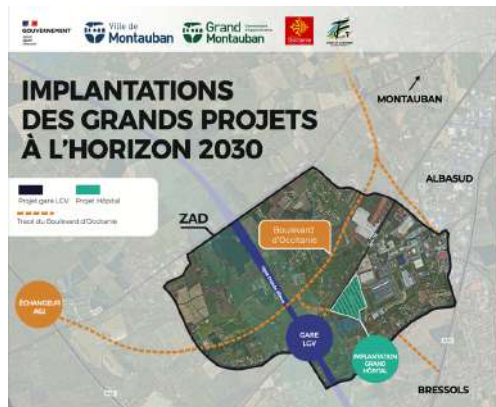 GOUVERNEMENT
Ville de
Montauban
Grand
Montauban
IMPLANTATIONS
DES GRANDS PROJETS
À L'HORIZON 2030
MONTAUBAN
ALBASUD
Projet gare LGV Projet Hôpital
Tracé du Boulevard d'Occitanie
ZAD
Boulevard
d'Occitanie
ÉCHANGEUR
A62
GARE
LGV
IMPLANTATION
GRAND
HÔPITAL
BRESSOLS